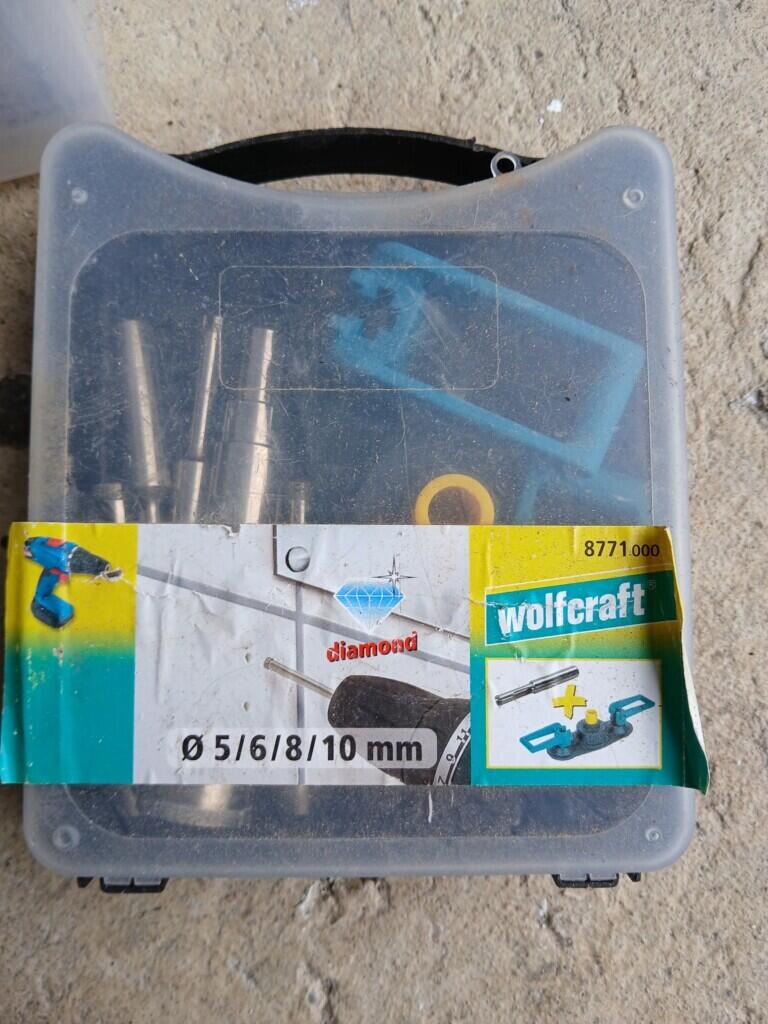 8771.000
wolfcraft®
diamond
Ø 5/6/8/10 mm